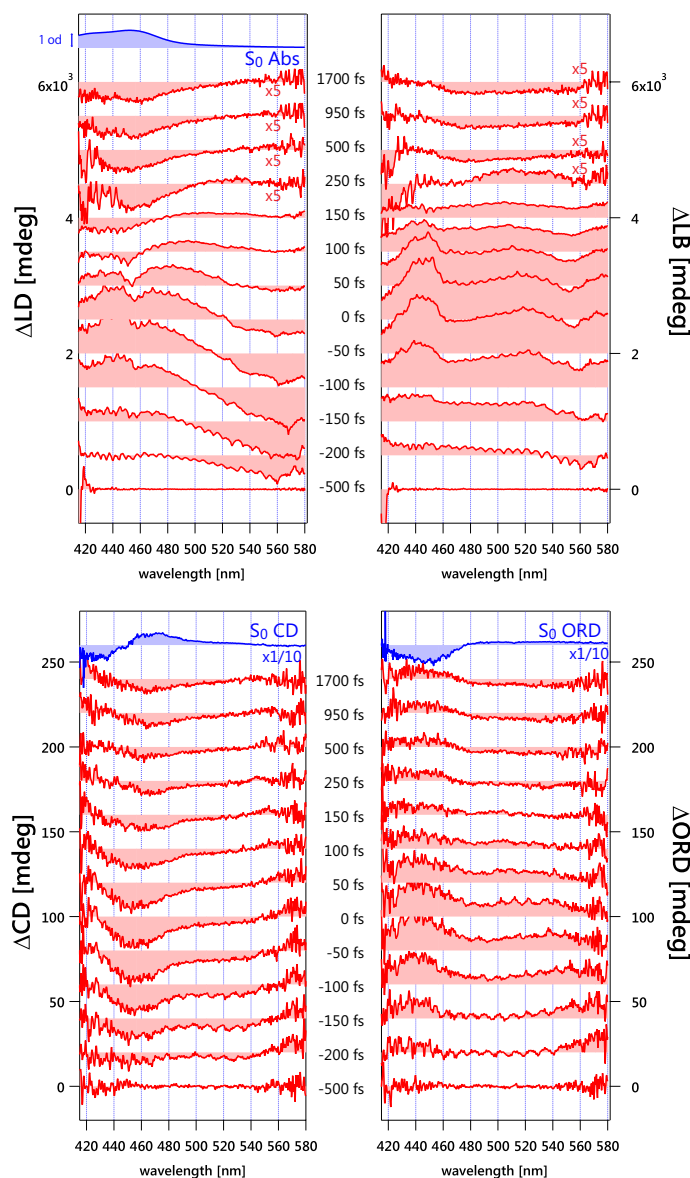 1 od
S0 Abs
6x10³
x5
x5
x5
x5
4
2
0
ΔLD [mdeg]
420 440 460 480 500 520 540 560 580
wavelength [nm]
1700 fs
950 fs
500 fs
250 fs
150 fs
100 fs
50 fs
0 fs
-50 fs
-100 fs
-150 fs
-200 fs
-500 fs
x5
x5
x5
x5
6x10³
4
2
0
ΔLB [mdeg]
420 440 460 480 500 520 540 560 580
wavelength [nm]
S0 CD
x1/10
250
200
150
100
50
0
ΔCD [mdeg]
420 440 460 480 500 520 540 560 580
wavelength [nm]
1700 fs
950 fs
500 fs
250 fs
150 fs
100 fs
50 fs
0 fs
-50 fs
-100 fs
-150 fs
-200 fs
-500 fs
S0 ORD
x1/10
250
200
150
100
50
0
ΔORD [mdeg]
420 440 460 480 500 520 540 560 580
wavelength [nm]